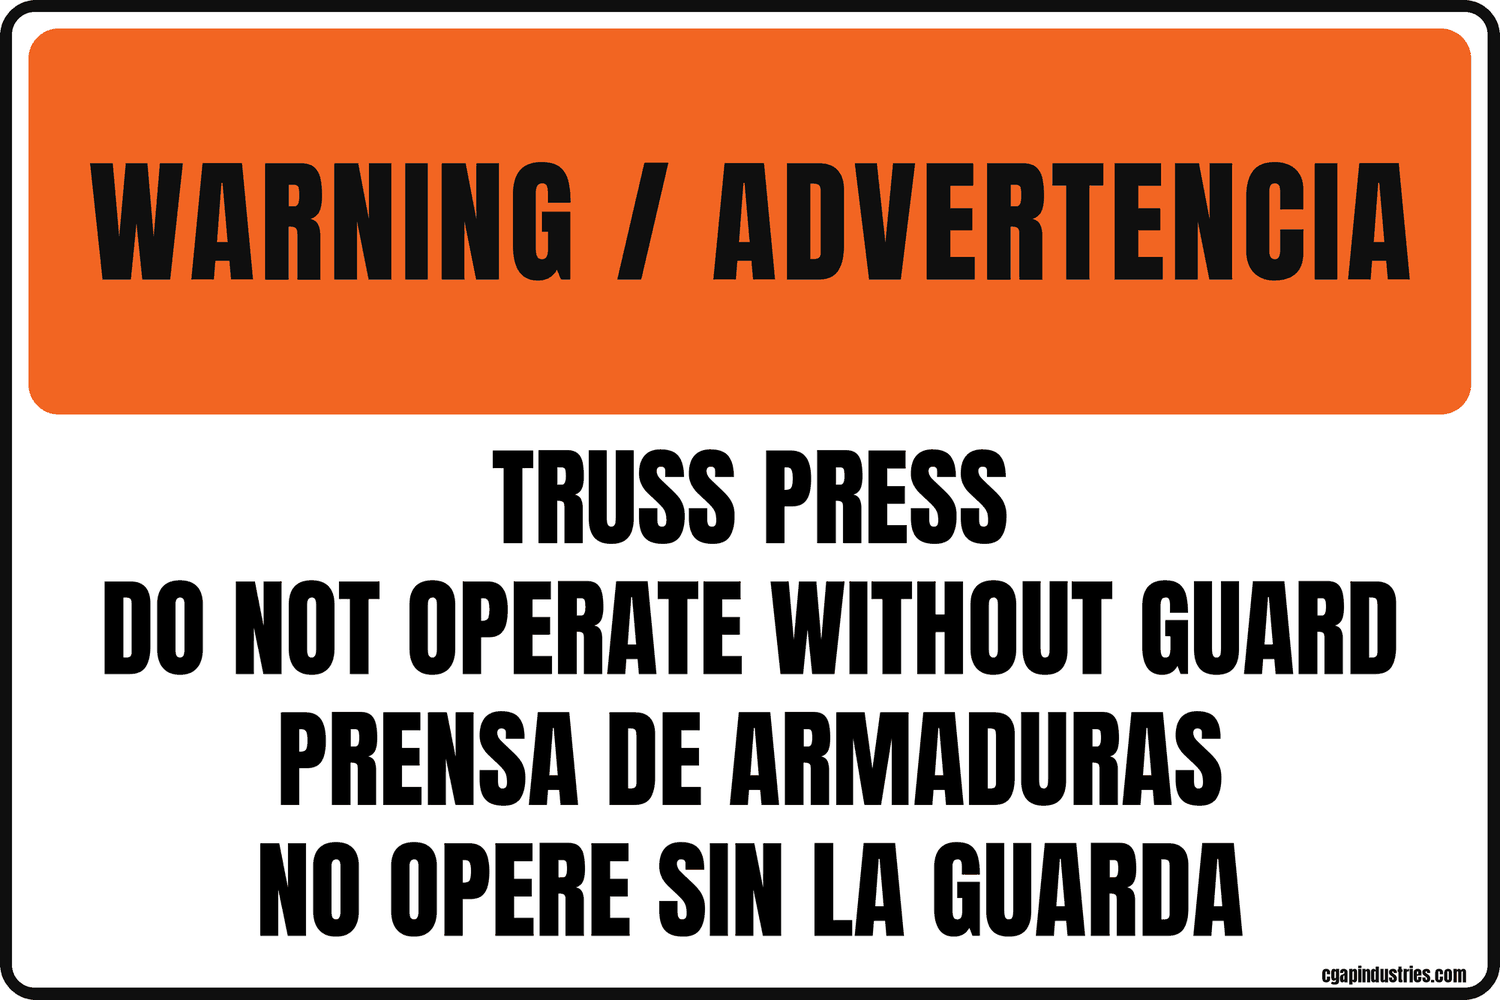 WARNING / ADVERTENCIA
TRUSS PRESS
DO NOT OPERATE WITHOUT GUARD
PRENSA DE ARMADURAS
NO OPERE SIN LA GUARDA
cgapindustries.com